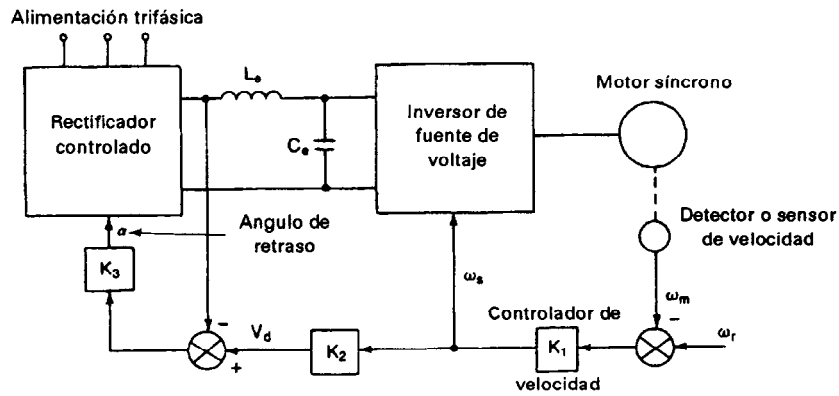 Alimentación trifásica
Rectificador
controlado
Lₑ
Cₑ
Inversor de
fuente de
voltaje
Motor síncrono
Detector o sensor
de velocidad
α
Angulo de
retraso
K₃
ωₛ
ωₘ
−
Controlador de
K₁
velocidad
ωᵣ
−
V_d
+
K₂